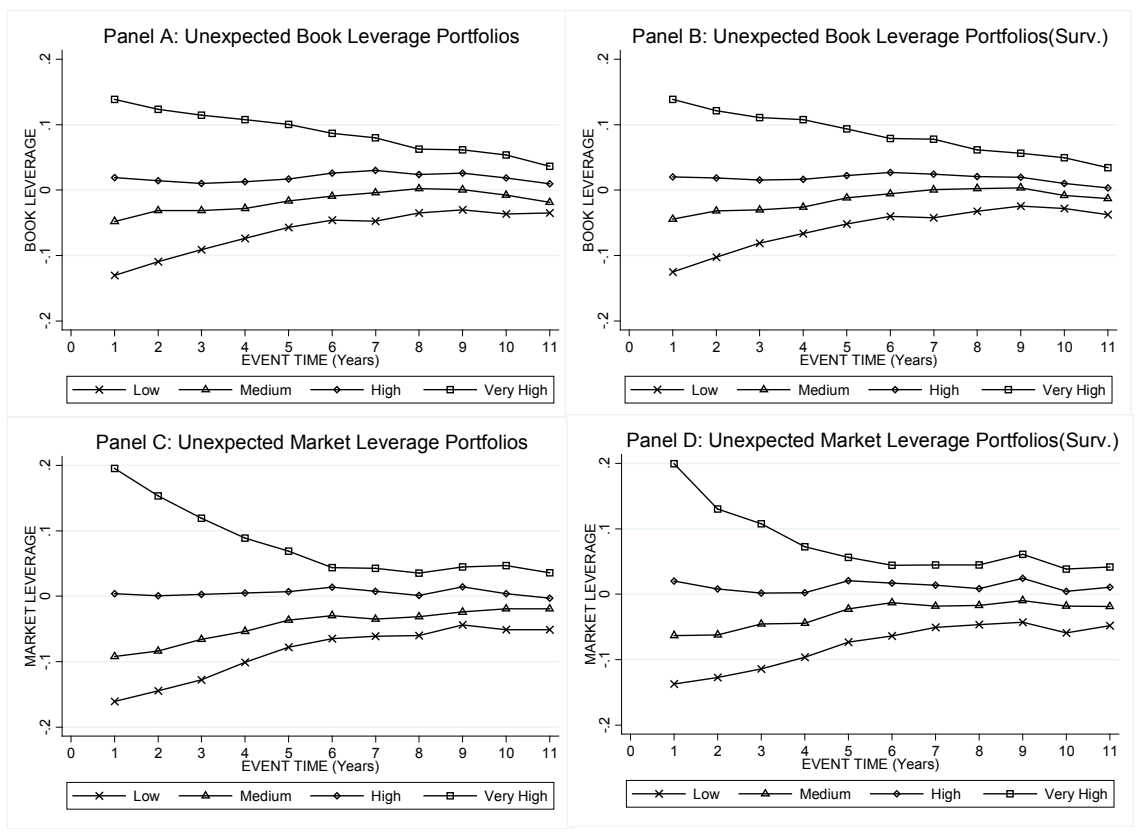 Panel A: Unexpected Book Leverage Portfolios
BOOK LEVERAGE
.2
.1
0
-.1
-.2
0 1 2 3 4 5 6 7 8 9 10 11
EVENT TIME (Years)
Low Medium High Very High
Panel B: Unexpected Book Leverage Portfolios(Surv.)
BOOK LEVERAGE
.2
.1
0
-.1
-.2
0 1 2 3 4 5 6 7 8 9 10 11
EVENT TIME (Years)
Low Medium High Very High
Panel C: Unexpected Market Leverage Portfolios
MARKET LEVERAGE
.2
.1
0
-.1
-.2
0 1 2 3 4 5 6 7 8 9 10 11
EVENT TIME (Years)
Low Medium High Very High
Panel D: Unexpected Market Leverage Portfolios(Surv.)
MARKET LEVERAGE
.2
.1
0
-.1
-.2
0 1 2 3 4 5 6 7 8 9 10 11
EVENT TIME (Years)
Low Medium High Very High